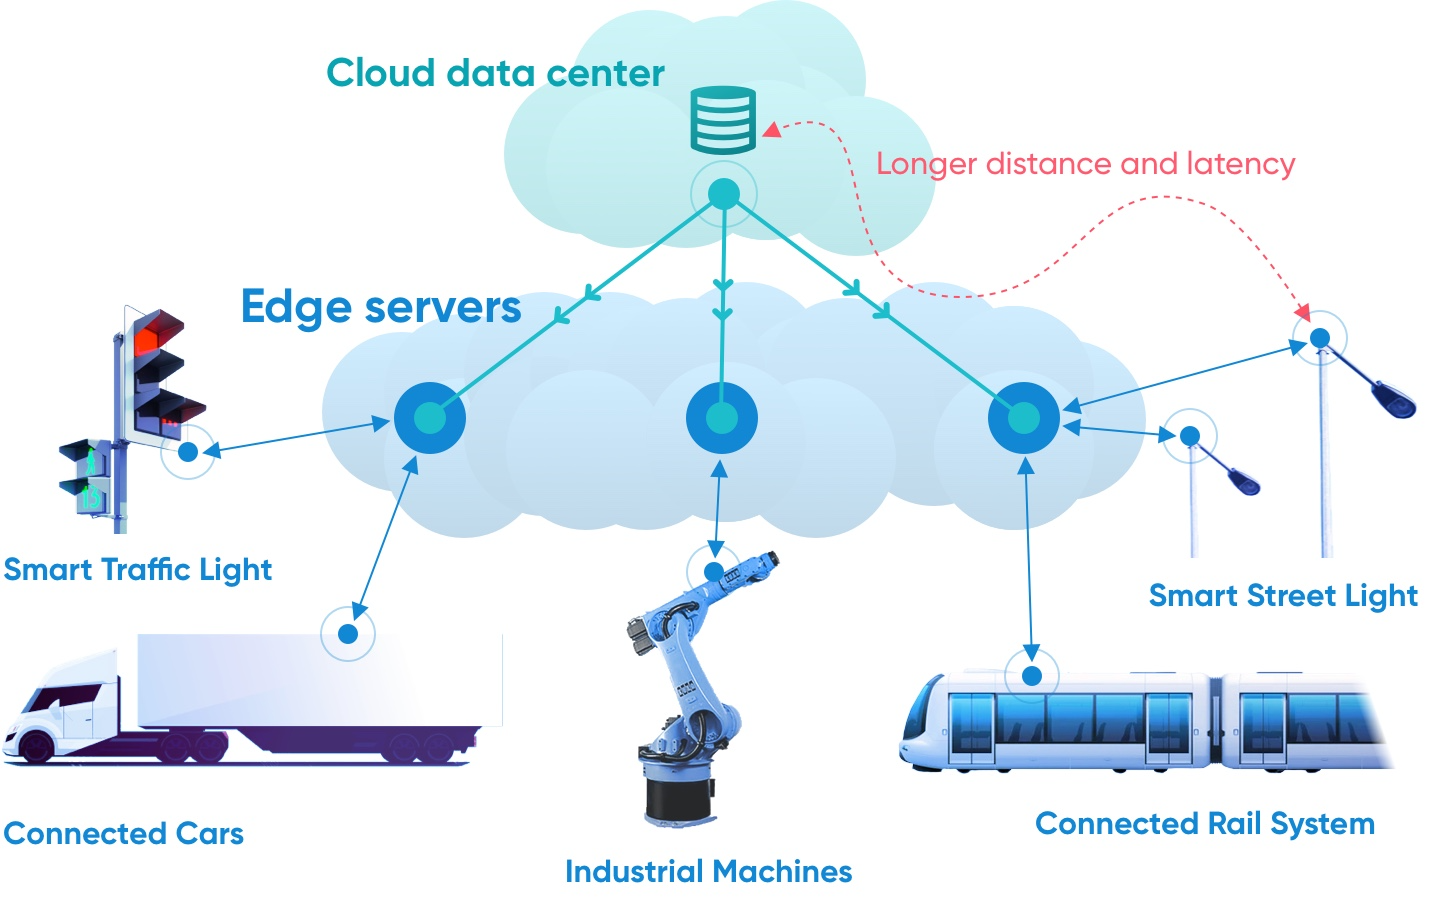 Cloud data center
Longer distance and latency
Edge servers
13
Smart Traffic Light
Smart Street Light
Connected Cars
Connected Rail System
Industrial Machines